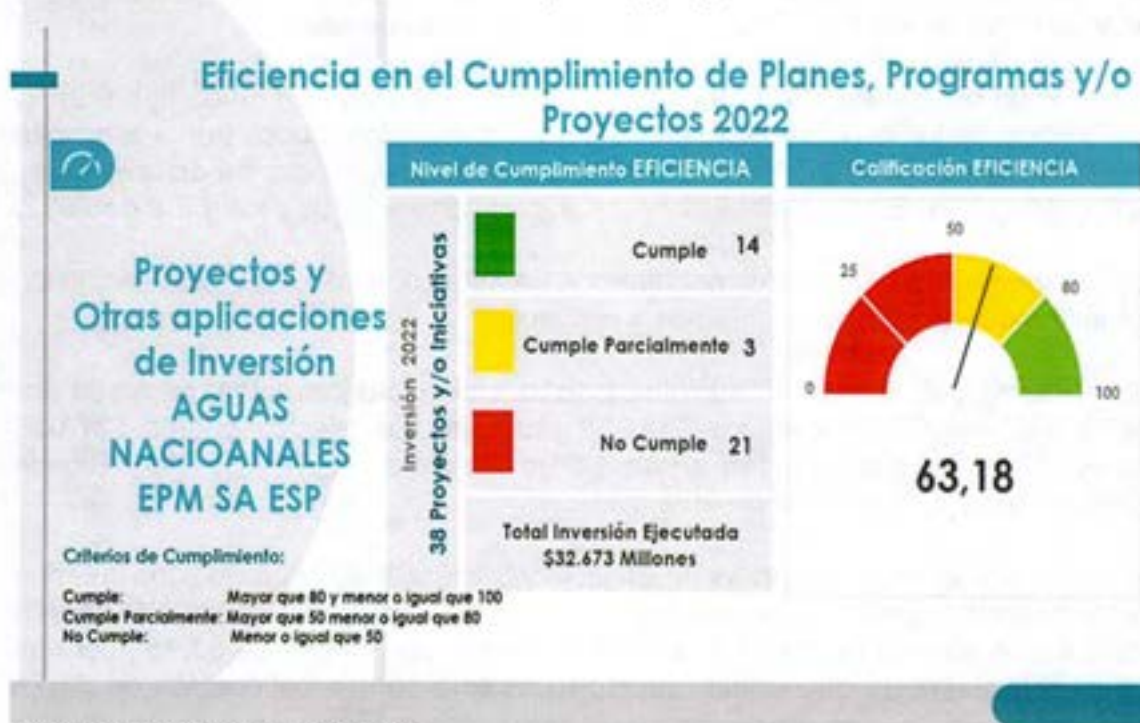 Eficiencia en el Cumplimiento de Planes, Programas y/o
Proyectos 2022
Proyectos y
Otras aplicaciones
de Inversión
AGUAS
NACIOANALES
EPM SA ESP
Nivel de Cumplimiento EFICIENCIA
Inversión 2022
38 Proyectos y/o Iniciativas
Cumple 14
Cumple Parcialmente 3
No Cumple 21
Total Inversión Ejecutada
$32.673 Millones
Calificación EFICIENCIA
0
25
50
80
100
63,18
Criterios de Cumplimiento:
Cumple: Mayor que 80 y menor o igual que 100
Cumple Parcialmente: Mayor que 50 menor o igual que 80
No Cumple: Menor o igual que 50